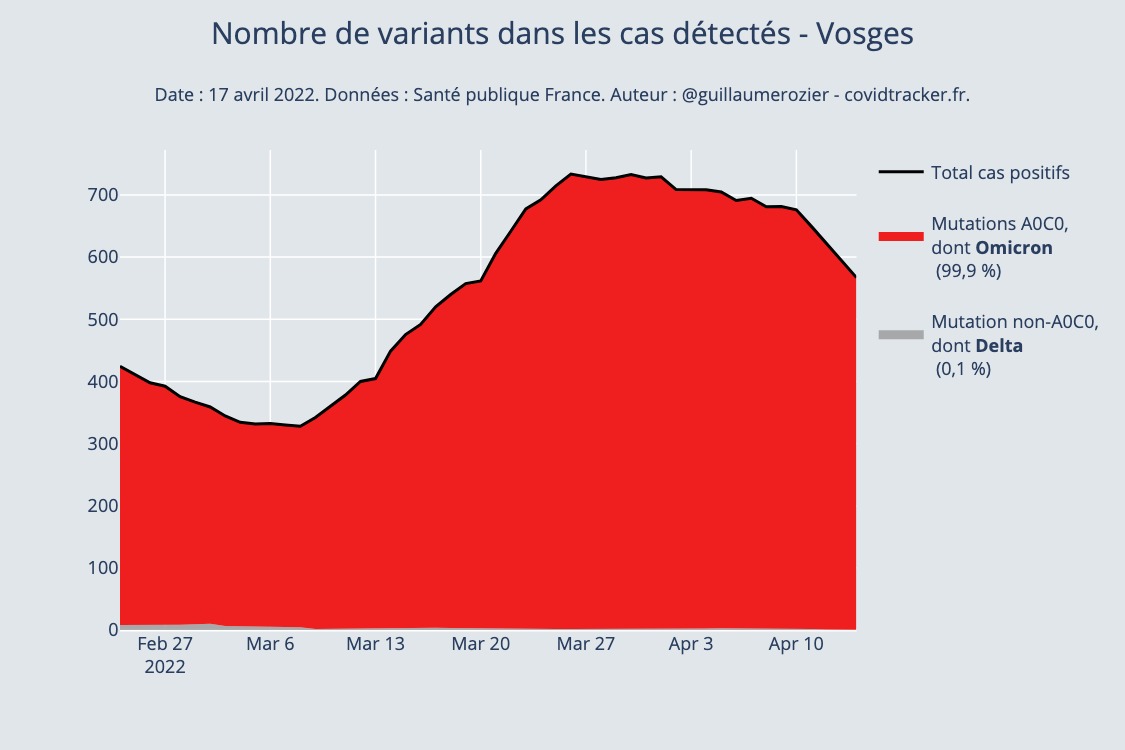 Nombre de variants dans les cas détectés - Vosges
Date : 17 avril 2022. Données : Santé publique France. Auteur : @guillaumerozier - covidtracker.fr.
Total cas positifs
Mutations A0C0,
dont Omicron
(99,9 %)
Mutation non-A0C0,
dont Delta
(0,1 %)
700
600
500
400
300
200
100
0
Feb 27 Mar 6 Mar 13 Mar 20 Mar 27 Apr 3 Apr 10
2022